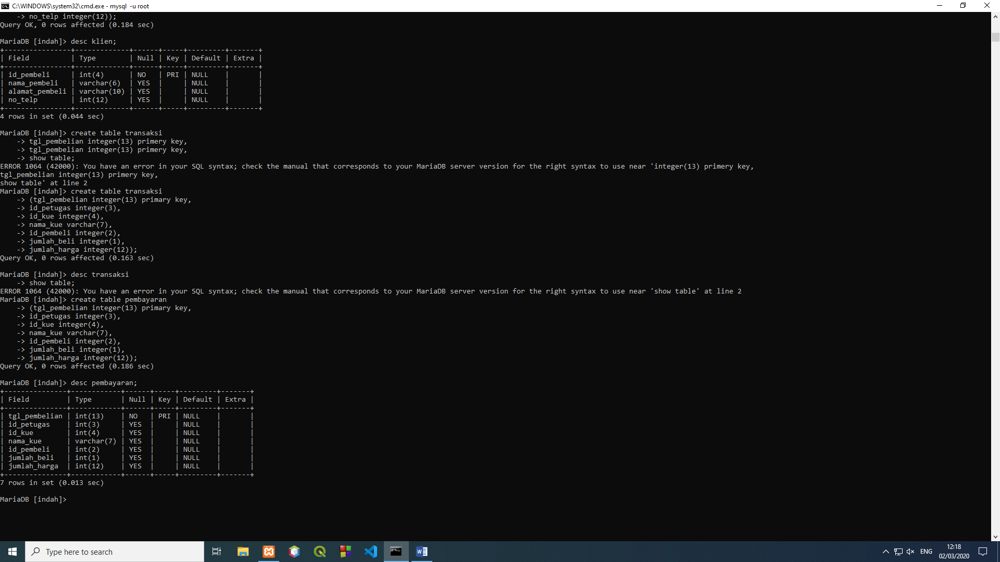 C:\WINDOWS\system32\cmd.exe - mysql  -u root
    -> no_telp integer(12));
Query OK, 0 rows affected (0.184 sec)

MariaDB [indah]> desc klien;
+----------------+-------------+------+-----+---------+-------+
| Field          | Type        | Null | Key | Default | Extra |
+----------------+-------------+------+-----+---------+-------+
| id_pembeli     | int(4)      | NO   | PRI | NULL    |       |
| nama_pembeli   | varchar(6)  | YES  |     | NULL    |       |
| alamat_pembeli | varchar(10) | YES  |     | NULL    |       |
| no_telp        | int(12)     | YES  |     | NULL    |       |
+----------------+-------------+------+-----+---------+-------+
4 rows in set (0.044 sec)

MariaDB [indah]> create table transaksi
    -> tgl_pembelian integer(13) primery key,
    -> tgl_pembelian integer(13) primery key,
    -> show table;
ERROR 1064 (42000): You have an error in your SQL syntax; check the manual that corresponds to your MariaDB server version for the right syntax to use near 'integer(13) primery key,
tgl_pembelian integer(13) primery key,
show table' at line 2
MariaDB [indah]> create table transaksi
    -> (tgl_pembelian integer(13) primary key,
    -> id_petugas integer(3),
    -> id_kue integer(4),
    -> nama_kue varchar(7),
    -> id_pembeli integer(2),
    -> jumlah_beli integer(1),
    -> jumlah_harga integer(12));
Query OK, 0 rows affected (0.163 sec)

MariaDB [indah]> desc transaksi
    -> show table;
ERROR 1064 (42000): You have an error in your SQL syntax; check the manual that corresponds to your MariaDB server version for the right syntax to use near 'show table' at line 2
MariaDB [indah]> create table pembayaran
    -> (tgl_pembelian integer(13) primary key,
    -> id_petugas integer(3),
    -> id_kue integer(4),
    -> nama_kue varchar(7),
    -> id_pembeli integer(2),
    -> jumlah_beli integer(1),
    -> jumlah_harga integer(12));
Query OK, 0 rows affected (0.186 sec)

MariaDB [indah]> desc pembayaran;
+---------------+------------+------+-----+---------+-------+
| Field         | Type       | Null | Key | Default | Extra |
+---------------+------------+------+-----+---------+-------+
| tgl_pembelian | int(13)    | NO   | PRI | NULL    |       |
| id_petugas    | int(3)     | YES  |     | NULL    |       |
| id_kue        | int(4)     | YES  |     | NULL    |       |
| nama_kue      | varchar(7) | YES  |     | NULL    |       |
| id_pembeli    | int(2)     | YES  |     | NULL    |       |
| jumlah_beli   | int(1)     | YES  |     | NULL    |       |
| jumlah_harga  | int(12)    | YES  |     | NULL    |       |
+---------------+------------+------+-----+---------+-------+
7 rows in set (0.013 sec)

MariaDB [indah]>
Type here to search
ENG
12:18
02/03/2020